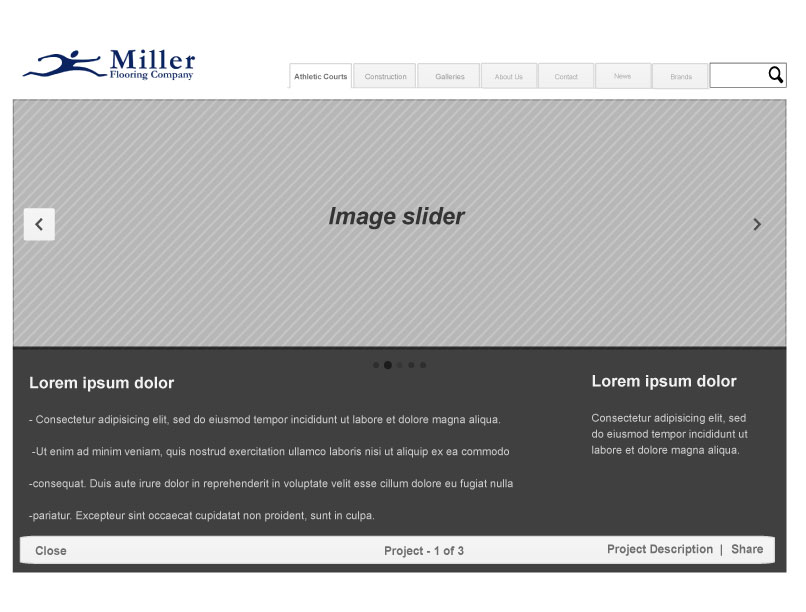 Miller
Flooring Company
Athletic Courts Construction Galleries About Us Contact News Brands
Image slider
Lorem ipsum dolor
- Consectetur adipisicing elit, sed do eiusmod tempor incididunt ut labore et dolore magna aliqua.
-Ut enim ad minim veniam, quis nostrud exercitation ullamco laboris nisi ut aliquip ex ea commodo
-consequat. Duis aute irure dolor in reprehenderit in voluptate velit esse cillum dolore eu fugiat nulla
-pariatur. Excepteur sint occaecat cupidatat non proident, sunt in culpa.
Lorem ipsum dolor
Consectetur adipisicing elit, sed
do eiusmod tempor incididunt ut
labore et dolore magna aliqua.
Close Project - 1 of 3 Project Description | Share